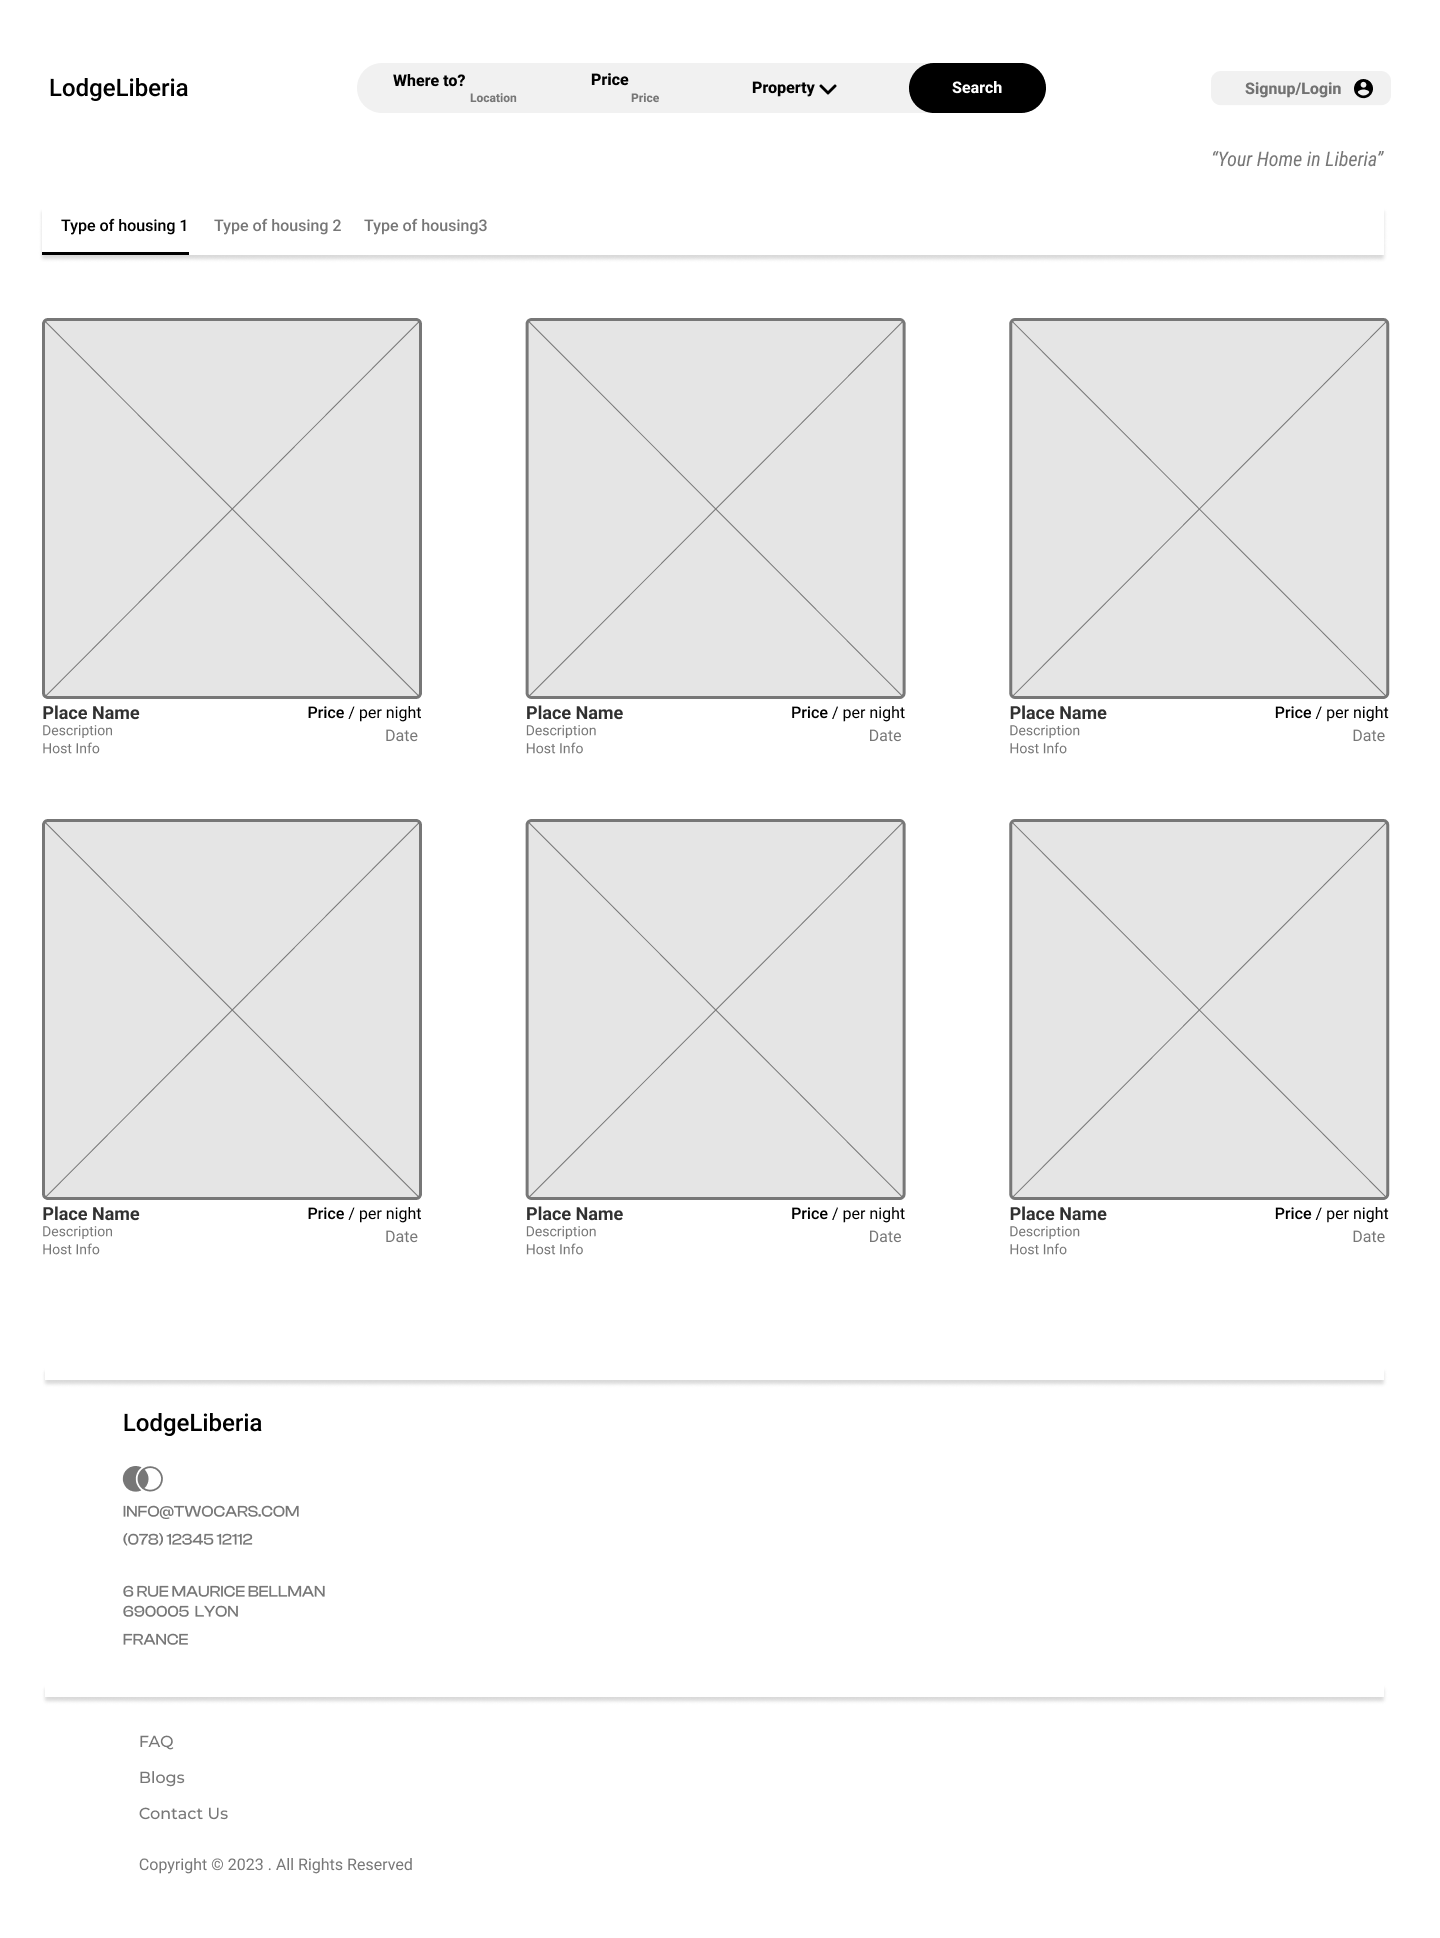 LodgeLiberia
Where to?
Location
Price
Price
Property
Search
Signup/Login
“Your Home in Liberia”
Type of housing 1
Type of housing 2
Type of housing3
Place Name
Description
Host Info
Price / per night
Date
Place Name
Description
Host Info
Price / per night
Date
Place Name
Description
Host Info
Price / per night
Date
Place Name
Description
Host Info
Price / per night
Date
Place Name
Description
Host Info
Price / per night
Date
Place Name
Description
Host Info
Price / per night
Date
LodgeLiberia
INFO@TWOCARS.COM
(078) 12345 12112
6 RUE MAURICE BELLMAN
690005 LYON
FRANCE
FAQ
Blogs
Contact Us
Copyright © 2023 . All Rights Reserved